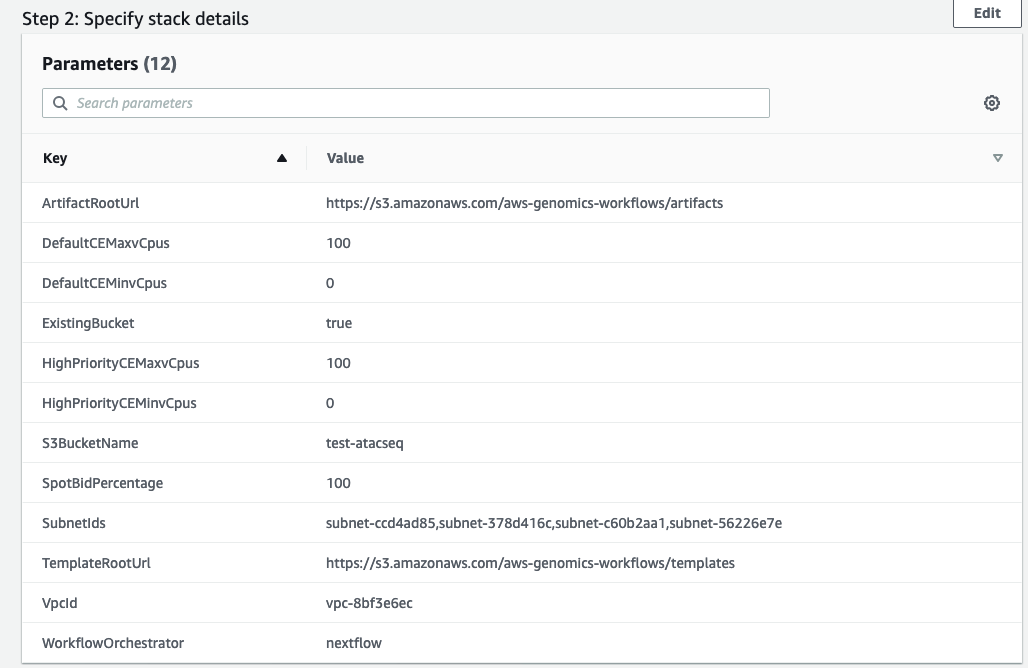 Step 2: Specify stack details
Edit
Parameters (12)
Search parameters
Key Value
ArtifactRootUrl https://s3.amazonaws.com/aws-genomics-workflows/artifacts
DefaultCEMaxvCpus 100
DefaultCEMinvCpus 0
ExistingBucket true
HighPriorityCEMaxvCpus 100
HighPriorityCEMinvCpus 0
S3BucketName test-atacseq
SpotBidPercentage 100
SubnetIds subnet-ccd4ad85,subnet-378d416c,subnet-c60b2aa1,subnet-56226e7e
TemplateRootUrl https://s3.amazonaws.com/aws-genomics-workflows/templates
VpcId vpc-8bf3e6ec
WorkflowOrchestrator nextflow